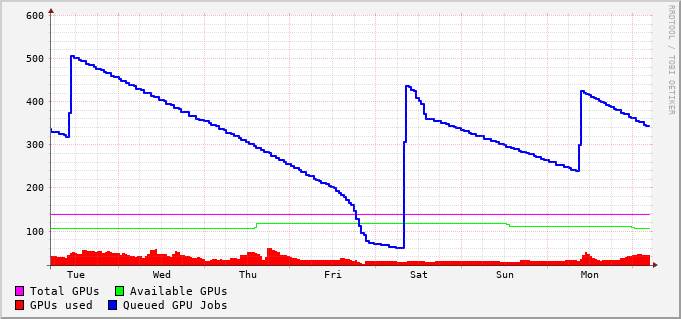 600
500
400
300
200
100
Tue Wed Thu Fri Sat Sun Mon
Total GPUs Available GPUs
GPUs used Queued GPU Jobs
RRDTOOL / TOBI OETIKER